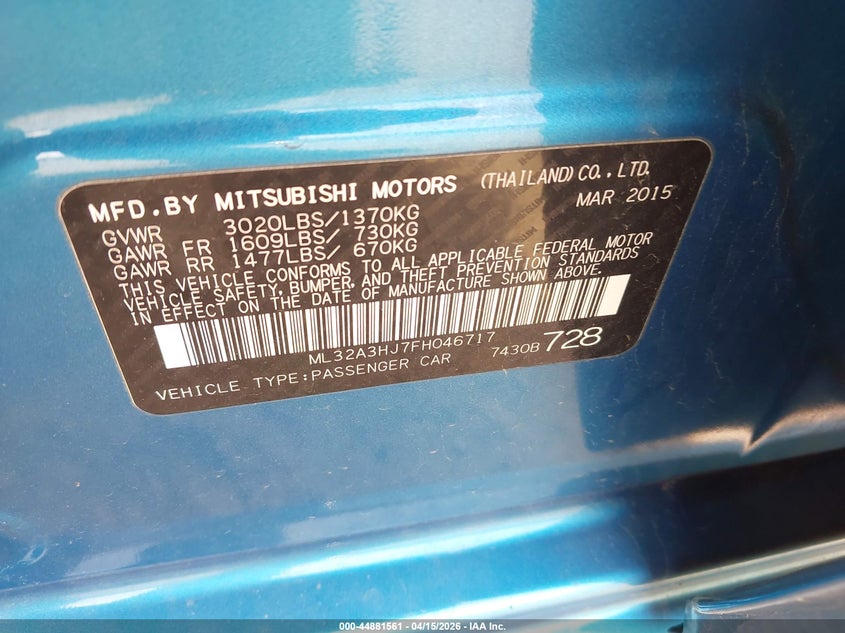 MFD.BY MITSUBISHI MOTORS (THAILAND) CO., LTD.
MAR 2015
GVWR 3020LBS/1370KG
GAWR FR 1609LBS/ 730KG
GAWR RR 1477LBS/ 670KG
THIS VEHICLE CONFORMS TO ALL APPLICABLE FEDERAL MOTOR
VEHICLE SAFETY, BUMPER, AND THEFT PREVENTION STANDARDS
IN EFFECT ON THE DATE OF MANUFACTURE SHOWN ABOVE.
ML32A3HJ7FH046717
VEHICLE TYPE:PASSENGER CAR 7430B 728
000-44881561 - 04/15/2026 - IAA Inc.